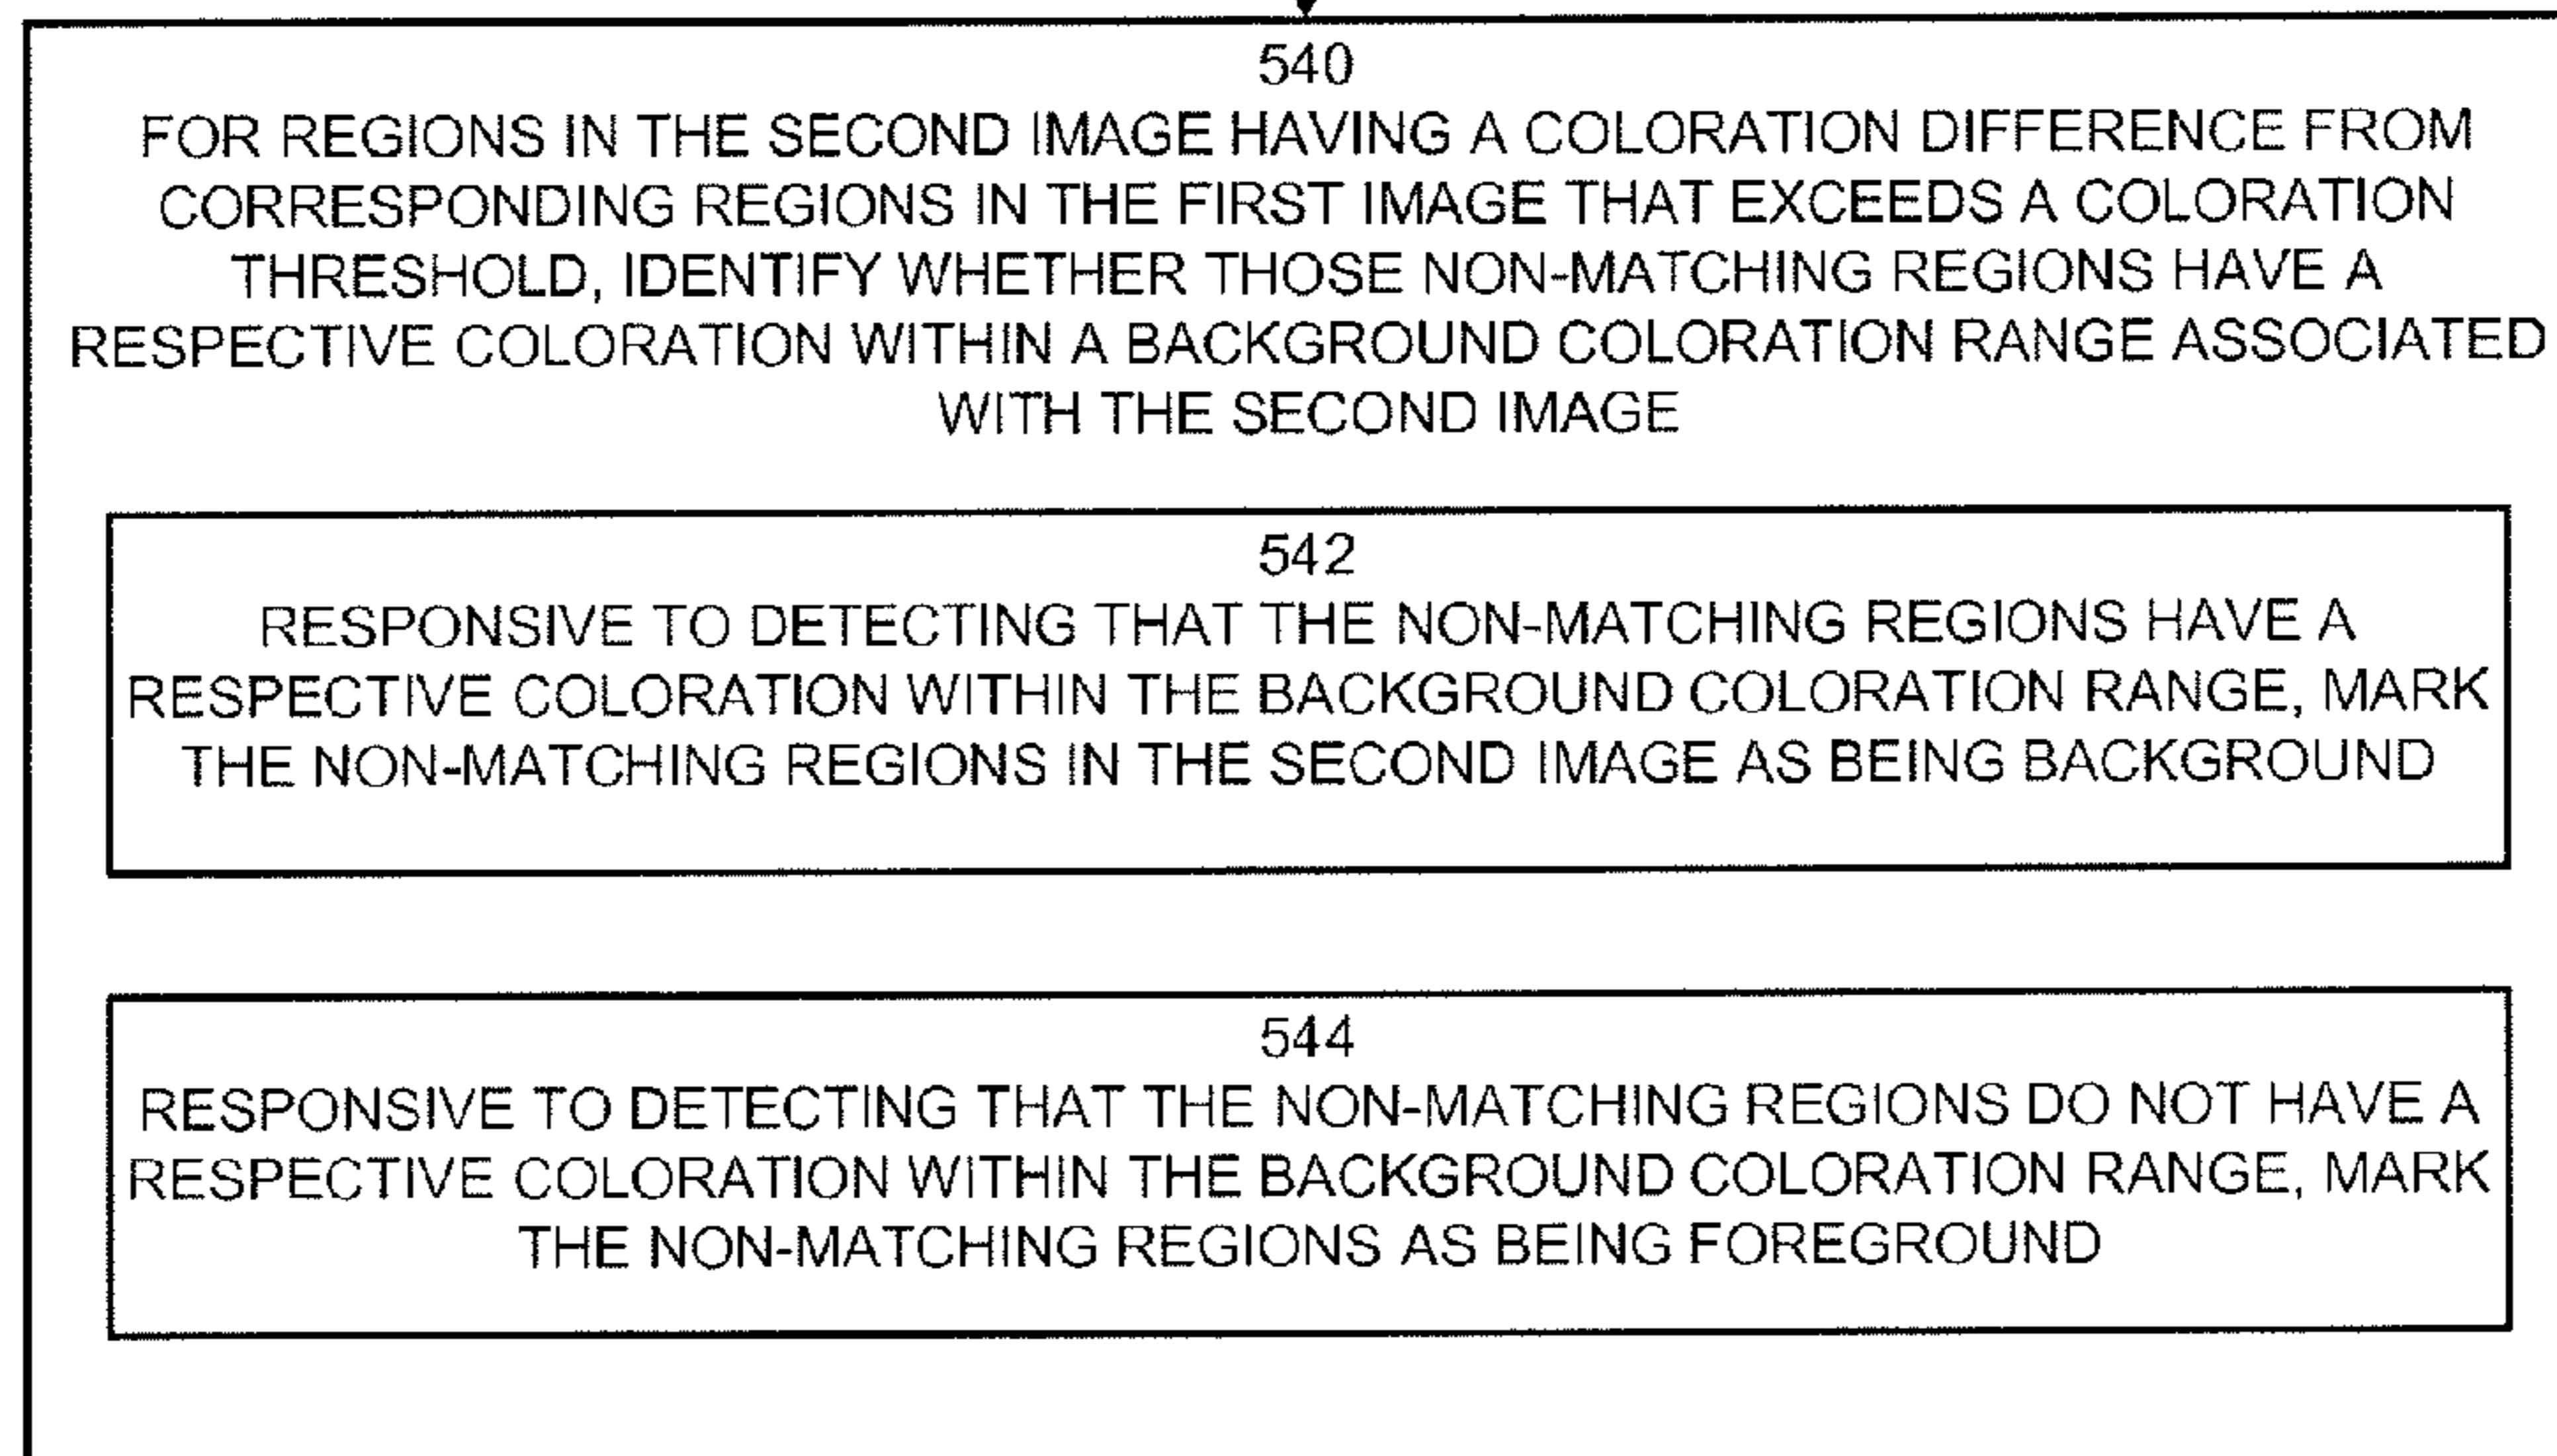 540
FOR REGIONS IN THE SECOND IMAGE HAVING A COLORATION DIFFERENCE FROM
CORRESPONDING REGIONS IN THE FIRST IMAGE THAT EXCEEDS A COLORATION
THRESHOLD, IDENTIFY WHETHER THOSE NON-MATCHING REGIONS HAVE A
RESPECTIVE COLORATION WITHIN A BACKGROUND COLORATION RANGE ASSOCIATED
WITH THE SECOND IMAGE
542
RESPONSIVE TO DETECTING THAT THE NON-MATCHING REGIONS HAVE A
RESPECTIVE COLORATION WITHIN THE BACKGROUND COLORATION RANGE, MARK
THE NON-MATCHING REGIONS IN THE SECOND IMAGE AS BEING BACKGROUND
544
RESPONSIVE TO DETECTING THAT THE NON-MATCHING REGIONS DO NOT HAVE A
RESPECTIVE COLORATION WITHIN THE BACKGROUND COLORATION RANGE, MARK
THE NON-MATCHING REGIONS AS BEING FOREGROUND